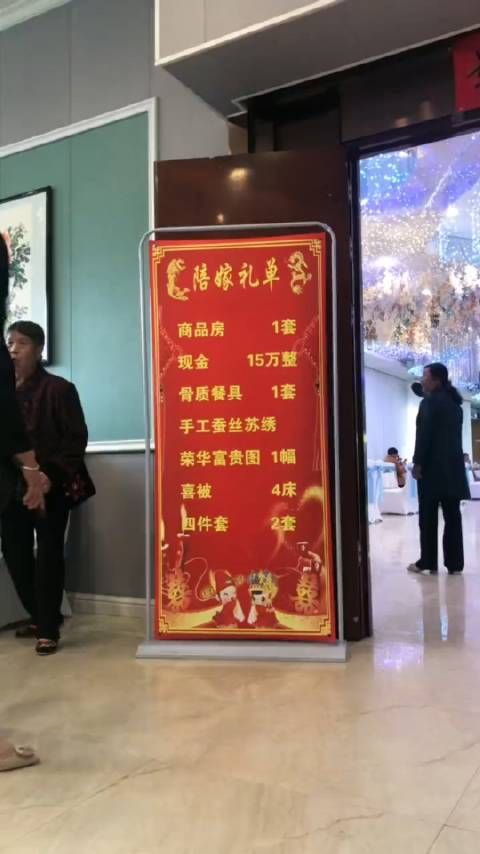 陪嫁礼单
商品房 1套
现金 15万整
骨质餐具 1套
手工蚕丝苏绣
荣华富贵图 1幅
喜被 4床
四件套 2套
囍 囍